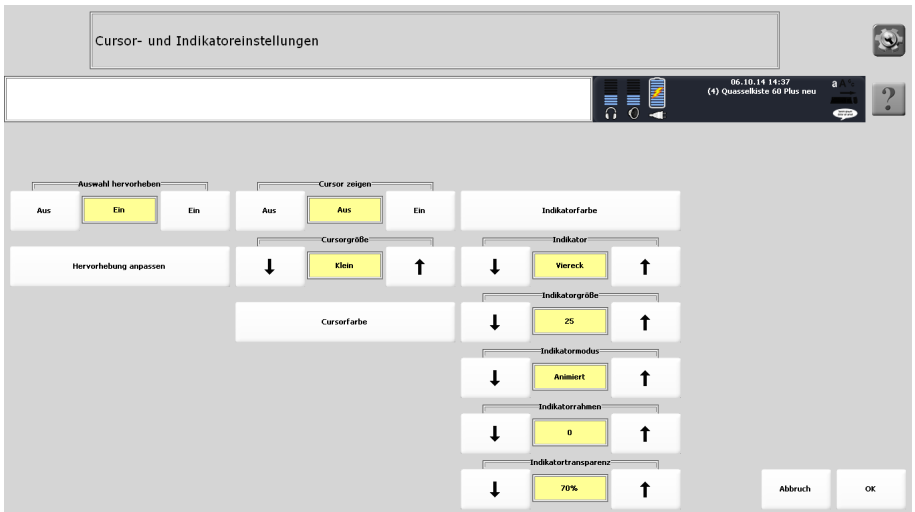 Cursor- und Indikatoreinstellungen
06.10.14 14:37
(4) Quasselkiste 60 Plus neu
?
Auswahl hervorheben
Aus
Ein
Ein
Cursor zeigen
Aus
Aus
Ein
Indikatorfarbe
Hervorhebung anpassen
Cursorgröße
Klein
Indikator
Viereck
Cursorfarbe
Indikatorgröße
25
Indikatormodus
Animiert
Indikatorrahmen
0
Indikatortransparenz
70%
Abbruch
OK